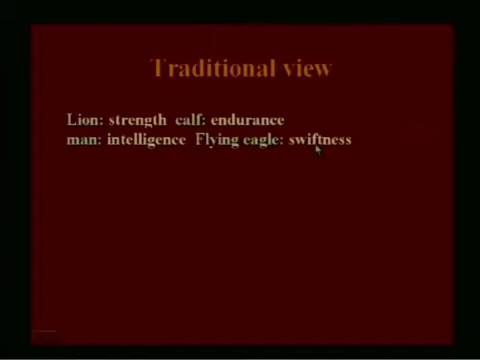 Traditional view
Lion: strength calf: endurance
man: intelligence Flying eagle: swiftness